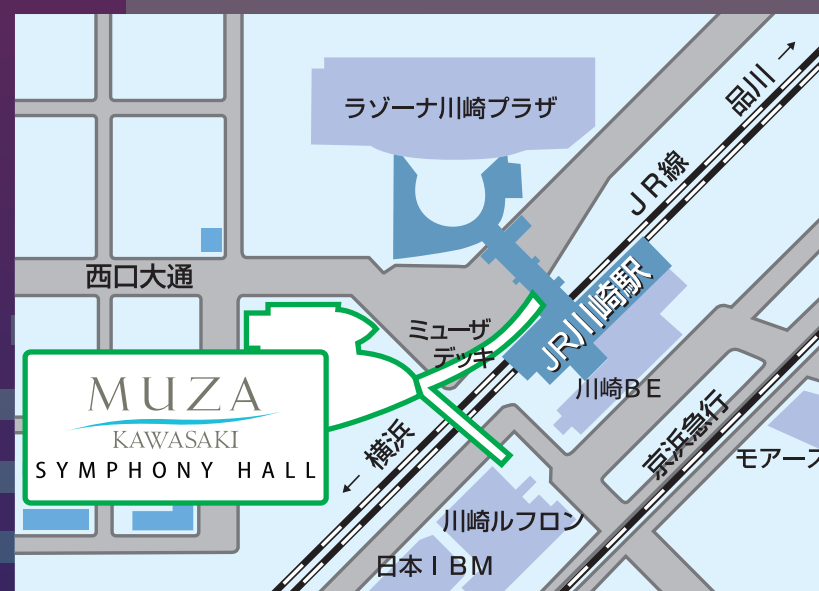 ラゾーナ川崎プラザ
品川
JR線
西口大通
ミューザ
デッキ
JR川崎駅
川崎BE
MUZA
KAWASAKI
SYMPHONY HALL
横浜
京浜急行
モアーズ
川崎ルフロン
日本IBM